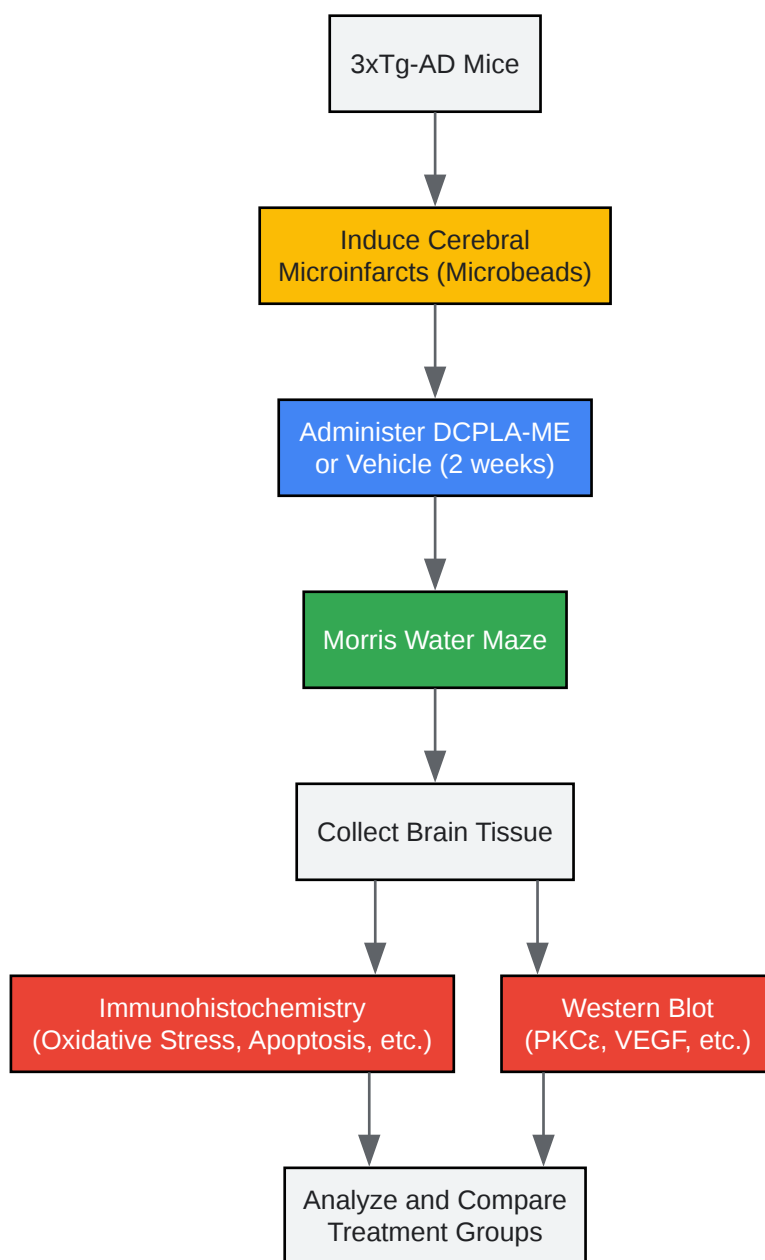 3xTg-AD Mice
Induce Cerebral
Microinfarcts (Microbeads)
Administer DCPLA-ME
or Vehicle (2 weeks)
Morris Water Maze
Collect Brain Tissue
Immunohistochemistry
(Oxidative Stress, Apoptosis, etc.)
Western Blot
(PKCε, VEGF, etc.)
Analyze and Compare
Treatment Groups